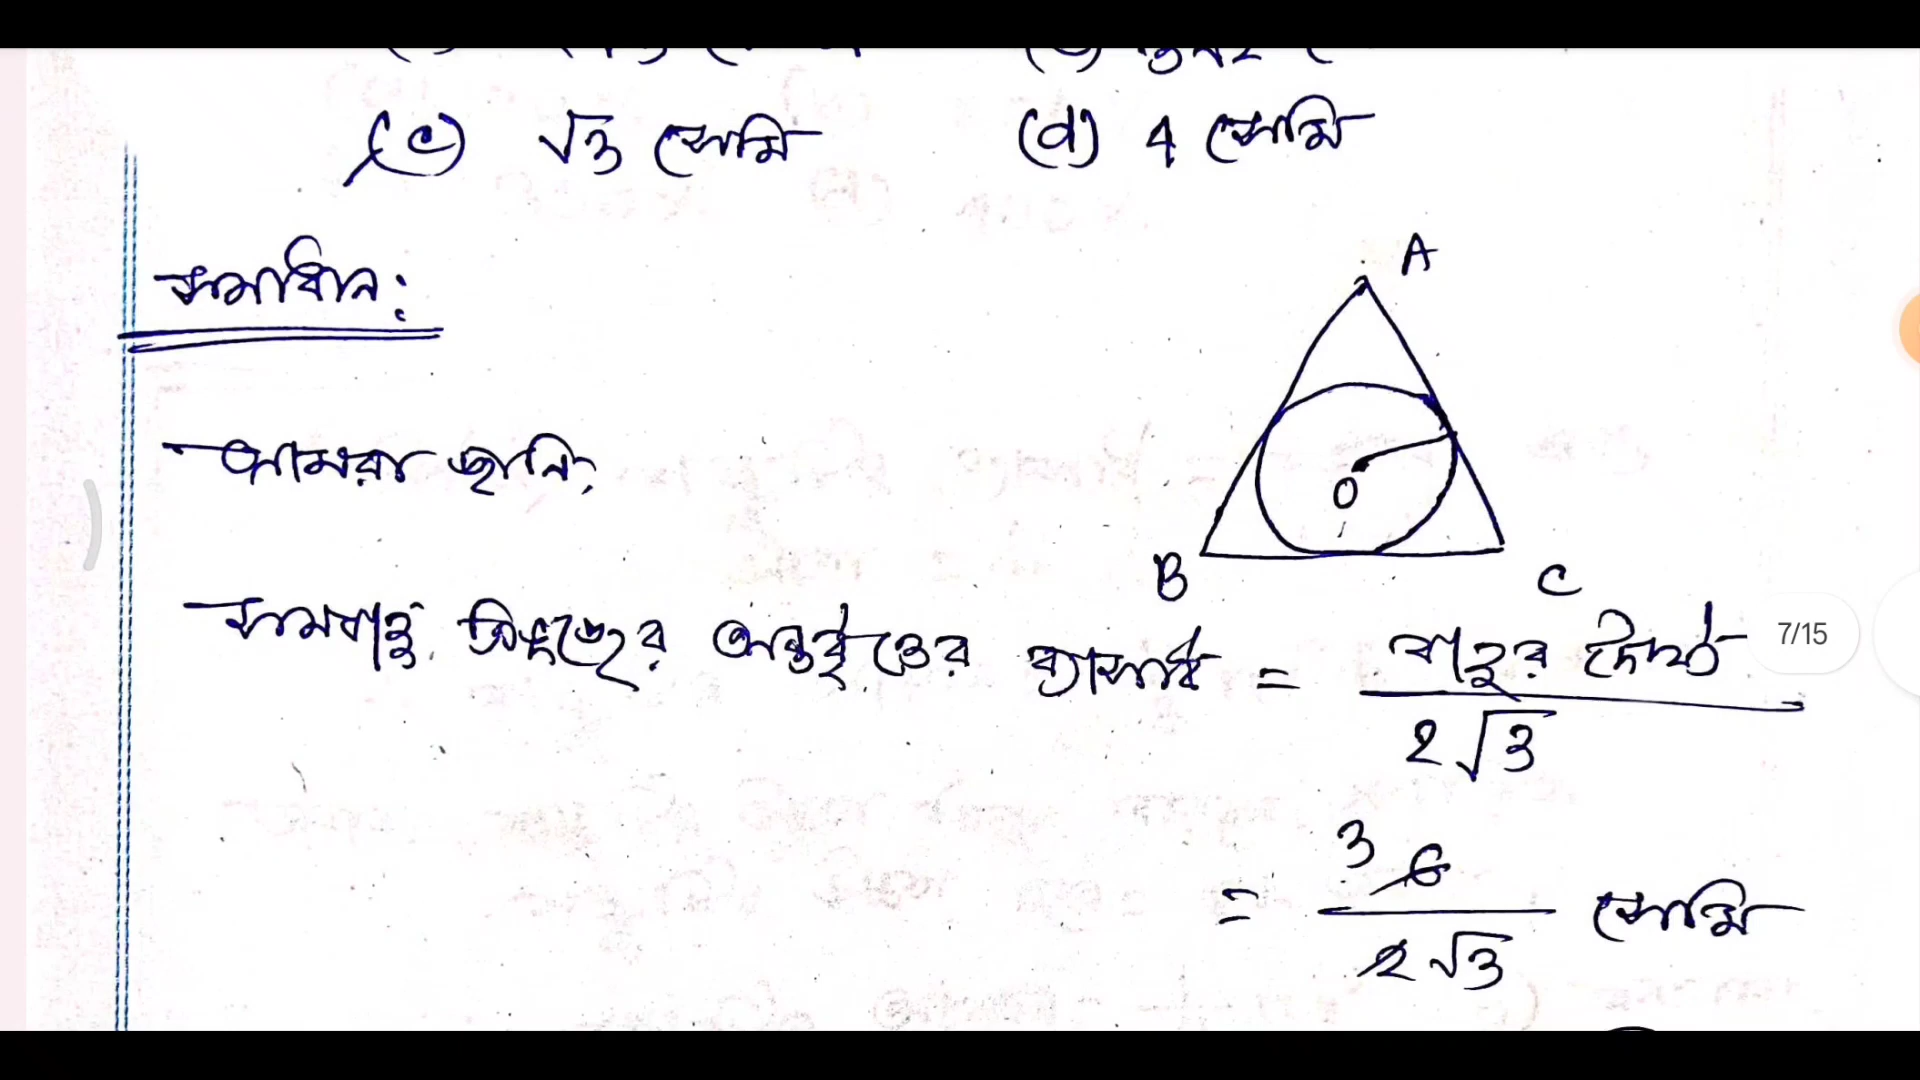 (c) √3 সেমি (d) 4 সেমি
সমাধান:
A
আমরা জানি,
O
B C
সমবাহু ত্রিভুজের অন্তর্বৃত্তের ব্যাসার্ধ = বাহুর দৈর্ঘ্য / 2√3
7/15
= 3 6 / 2√3 সেমি